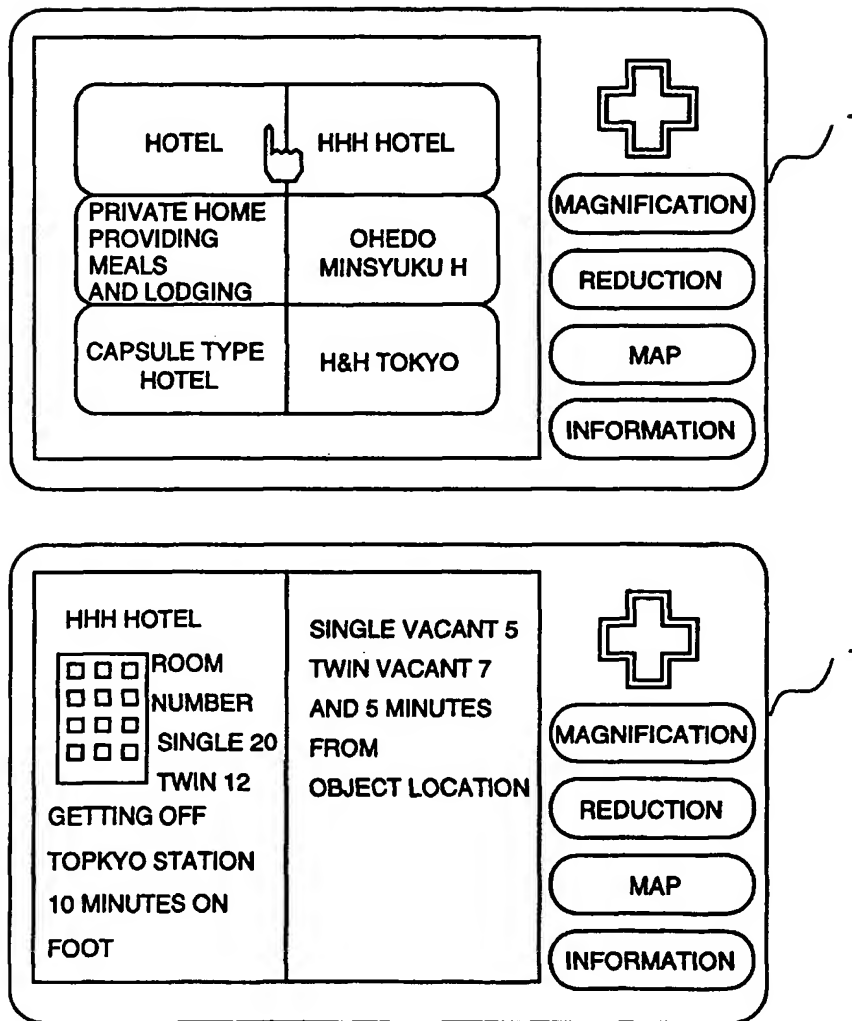 HOTEL
HHH HOTEL
PRIVATE HOME
PROVIDING
MEALS
AND LODGING
OHEDO
MINSYUKU H
CAPSULE TYPE
HOTEL
H&H TOKYO
MAGNIFICATION
REDUCTION
MAP
INFORMATION
HHH HOTEL
ROOM
NUMBER
SINGLE 20
TWIN 12
GETTING OFF
TOPKYO STATION
10 MINUTES ON
FOOT
SINGLE VACANT 5
TWIN VACANT 7
AND 5 MINUTES
FROM
OBJECT LOCATION
MAGNIFICATION
REDUCTION
MAP
INFORMATION